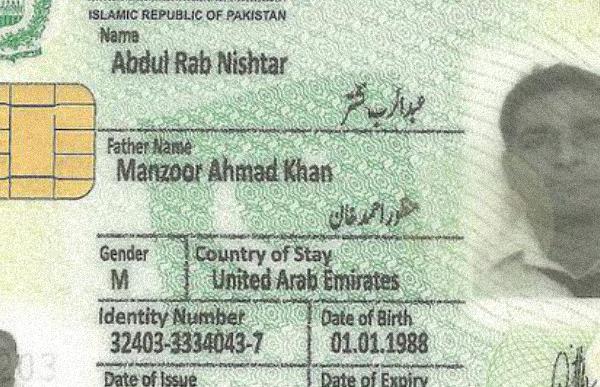 ISLAMIC REPUBLIC OF PAKISTAN
Name
Abdul Rab Nishtar
عبدالرب نشتر
Father Name
Manzoor Ahmad Khan
منظور احمد خان
Gender
Country of Stay
M
United Arab Emirates
Identity Number
Date of Birth
32403-3334043-7
01.01.1988
Date of Issue
Date of Expiry